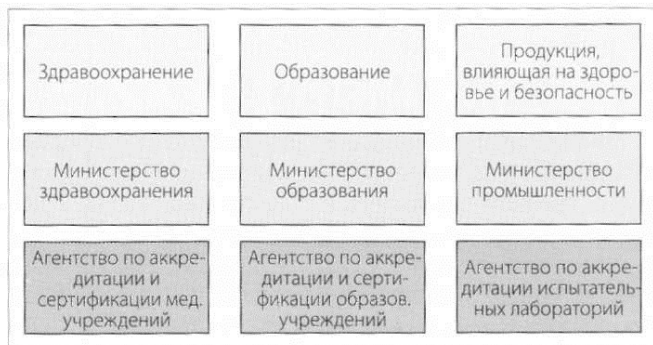 Здравоохранение
Образование
Продукция,
влияющая на здоро-
вье и безопасность
Министерство
здравоохранения
Министерство
образования
Министерство
промышленности
Агентство по аккре-
дитации и
сертификации мед.
учреждений
Агентство по аккре-
дитации и серти-
фикации образов.
учреждений
Агентство по аккре-
дитации испытатель-
ных лабораторий